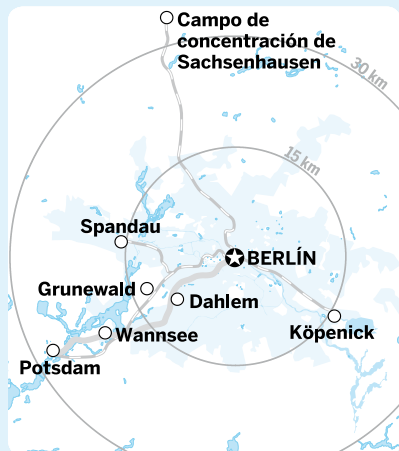 Campo de
concentración de
Sachsenhausen
30 km
15 km
Spandau
BERLÍN
Grunewald
Dahlem
Wannsee
Köpenick
Potsdam